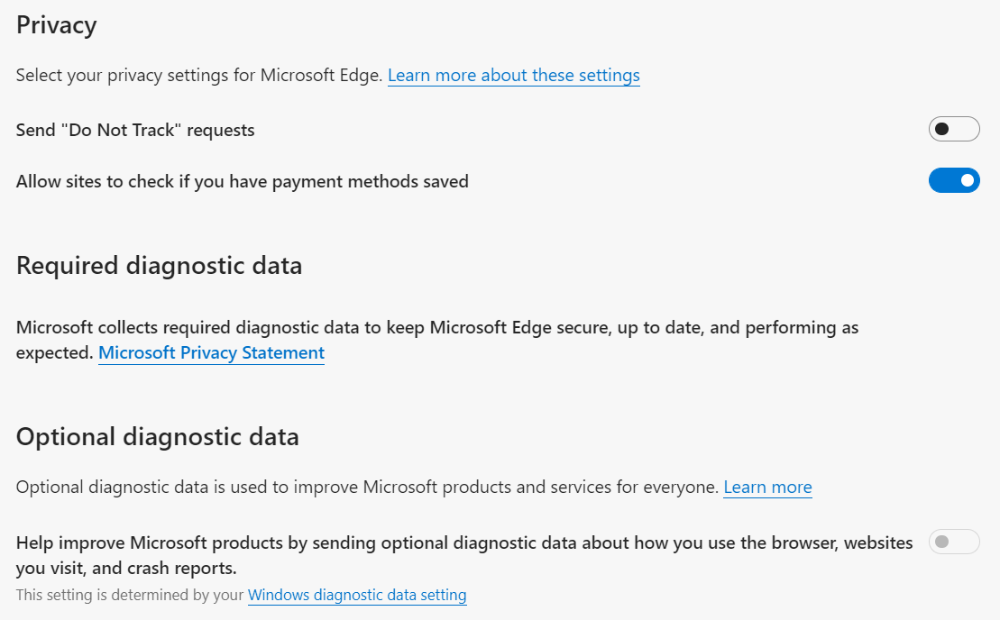 Privacy
Select your privacy settings for Microsoft Edge. Learn more about these settings
Send "Do Not Track" requests
Allow sites to check if you have payment methods saved
Required diagnostic data
Microsoft collects required diagnostic data to keep Microsoft Edge secure, up to date, and performing as
expected. Microsoft Privacy Statement
Optional diagnostic data
Optional diagnostic data is used to improve Microsoft products and services for everyone. Learn more
Help improve Microsoft products by sending optional diagnostic data about how you use the browser, websites
you visit, and crash reports.
This setting is determined by your Windows diagnostic data setting